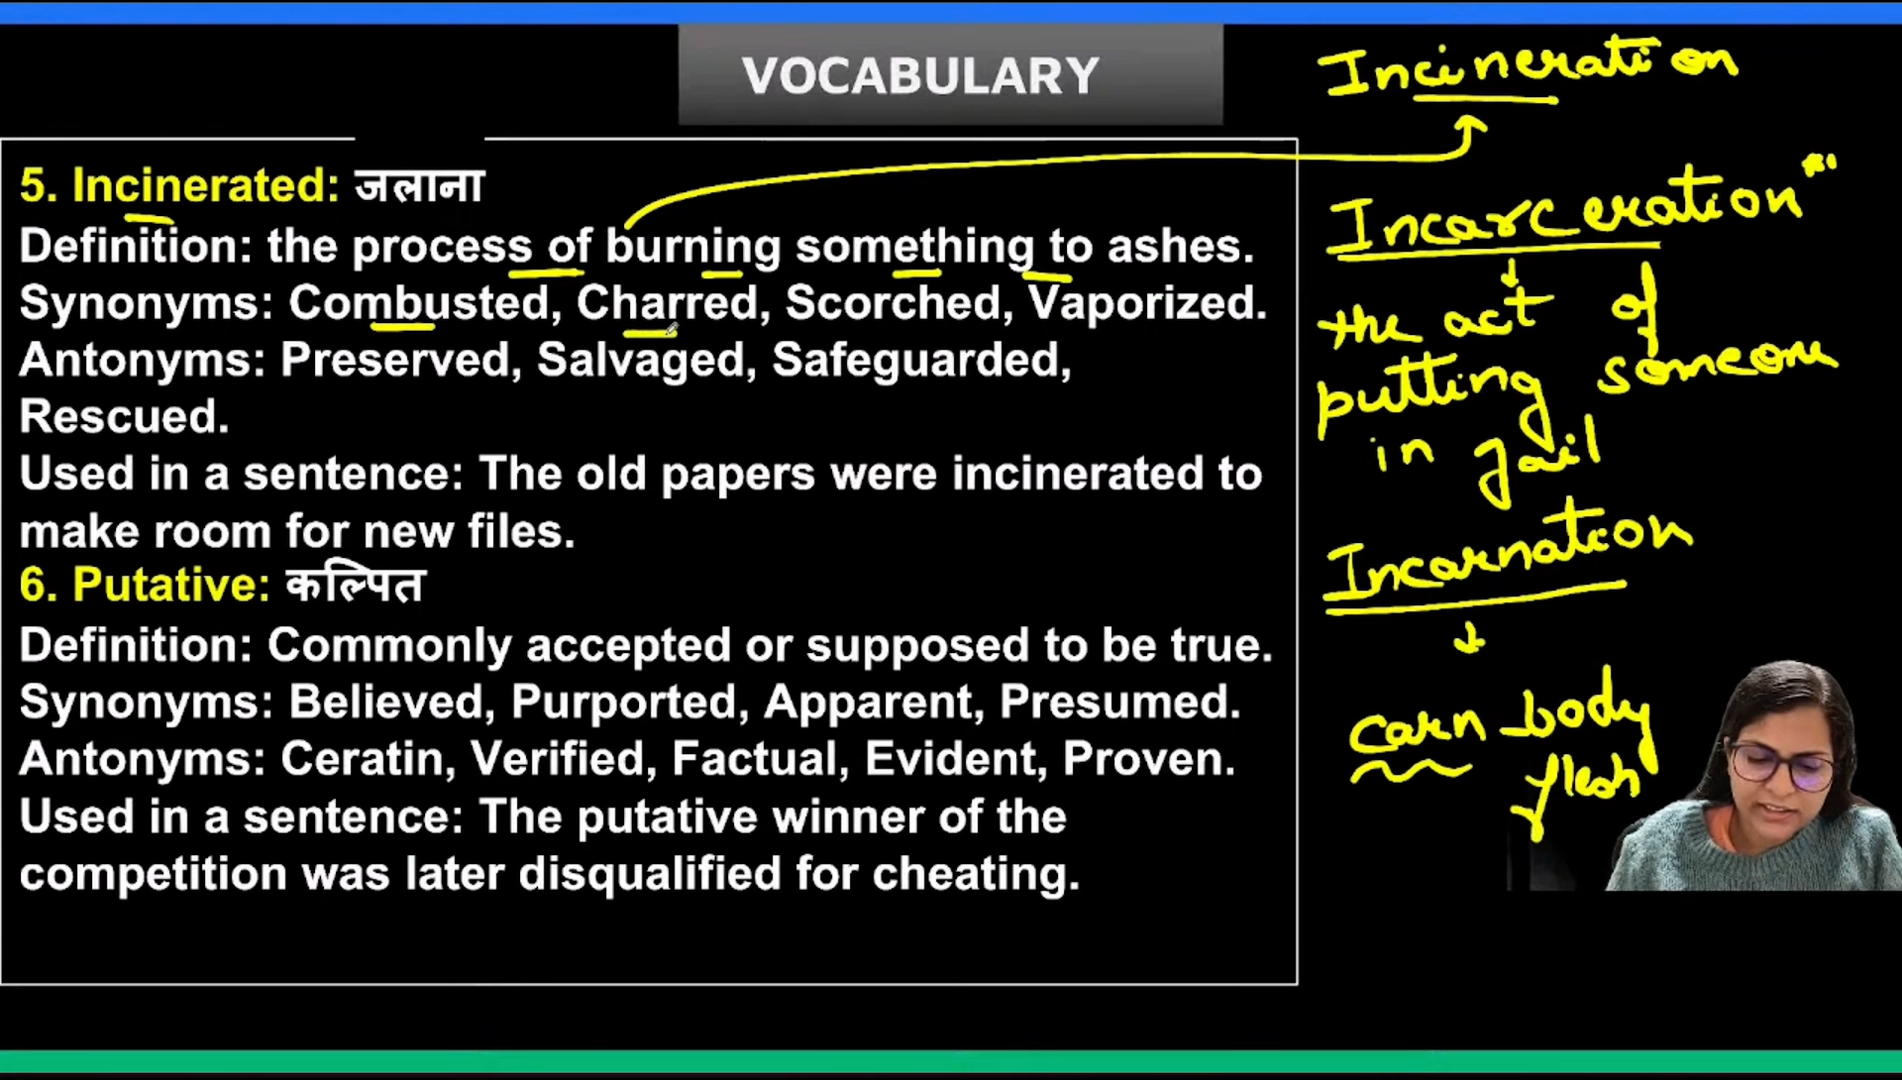 VOCABULARY
5. Incinerated: जलाना
Definition: the process of burning something to ashes.
Synonyms: Combusted, Charred, Scorched, Vaporized.
Antonyms: Preserved, Salvaged, Safeguarded,
Rescued.
Used in a sentence: The old papers were incinerated to
make room for new files.
6. Putative: कल्पित
Definition: Commonly accepted or supposed to be true.
Synonyms: Believed, Purported, Apparent, Presumed.
Antonyms: Ceratin, Verified, Factual, Evident, Proven.
Used in a sentence: The putative winner of the
competition was later disqualified for cheating.
Incineration
Incarceration
the act of
putting someone
in jail
Incarnation
carn body
flesh